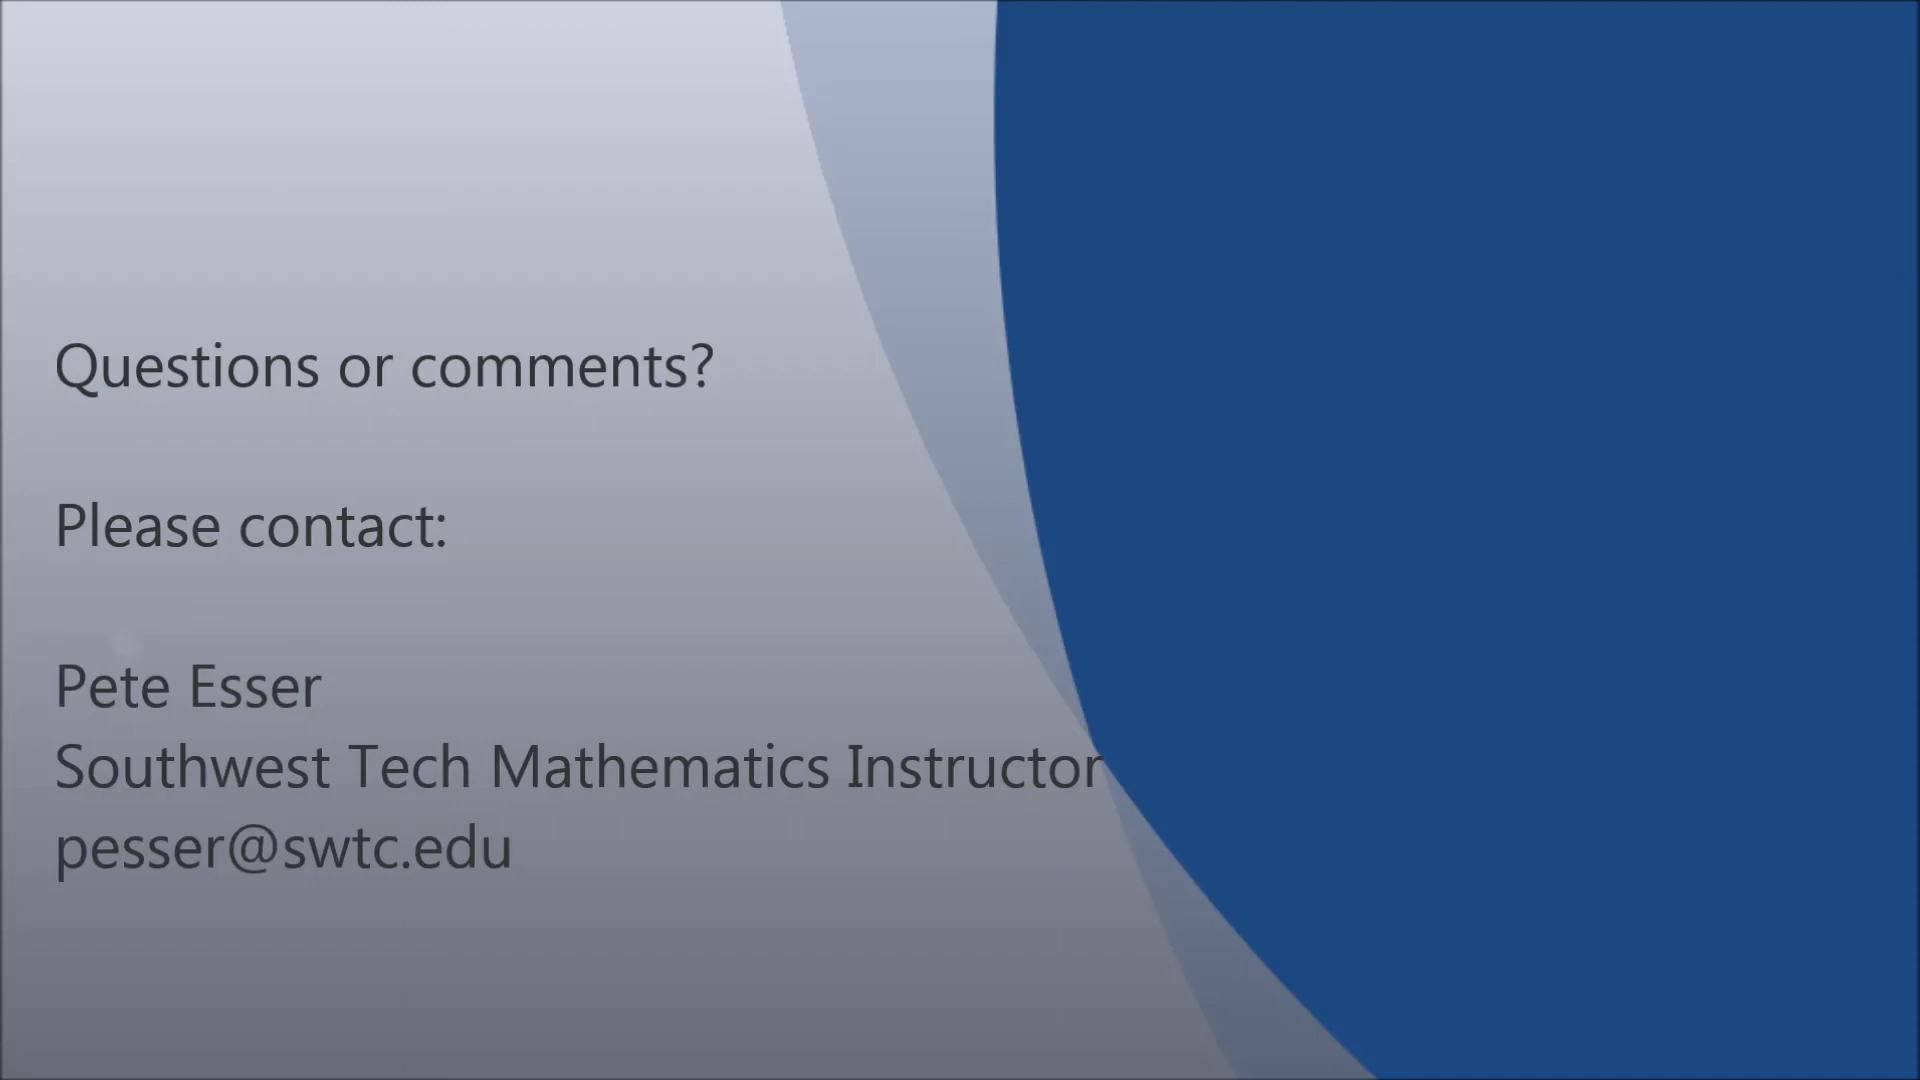 Questions or comments?
Please contact:
Pete Esser
Southwest Tech Mathematics Instructor
pesser@swtc.edu